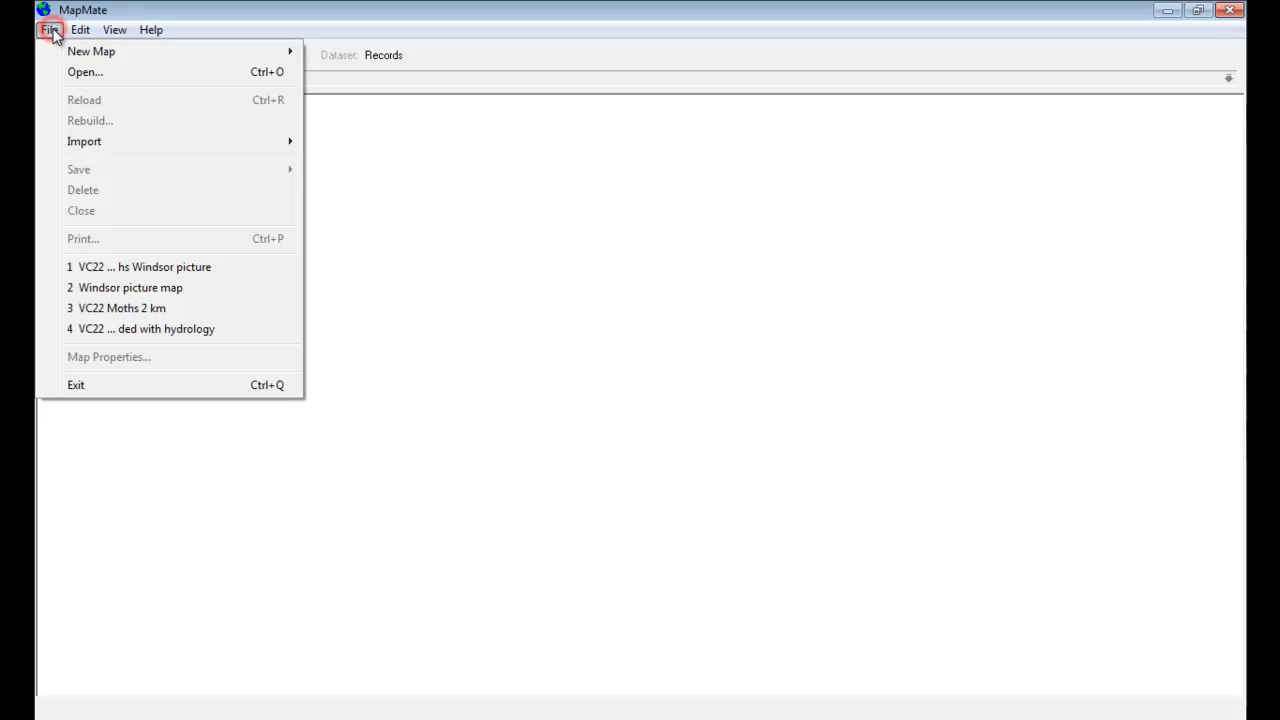 MapMate
File Edit View Help
Dataset: Records
New Map
Open... Ctrl+O
Reload Ctrl+R
Rebuild...
Import
Save
Delete
Close
Print... Ctrl+P
1 VC22 ... hs Windsor picture
2 Windsor picture map
3 VC22 Moths 2 km
4 VC22 ... ded with hydrology
Map Properties...
Exit Ctrl+Q